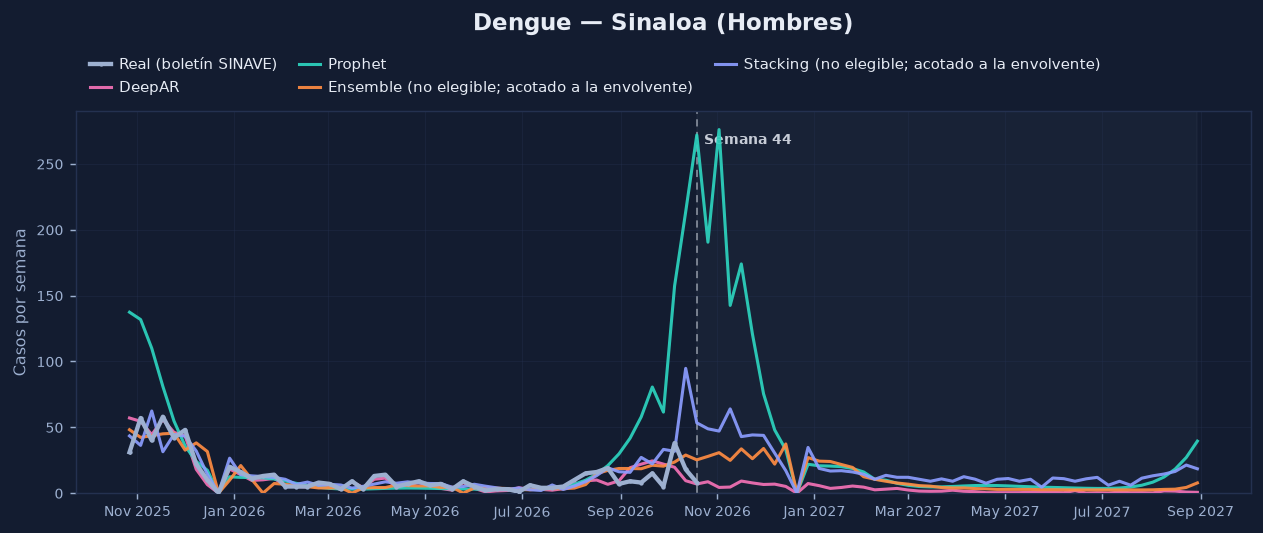 Dengue — Sinaloa (Hombres)
Real (boletín SINAVE)
Prophet
Stacking (no elegible; acotado a la envolvente)
DeepAR
Ensemble (no elegible; acotado a la envolvente)
Semana 44
Casos por semana
250
200
150
100
50
0
Nov 2025
Jan 2026
Mar 2026
May 2026
Jul 2026
Sep 2026
Nov 2026
Jan 2027
Mar 2027
May 2027
Jul 2027
Sep 2027